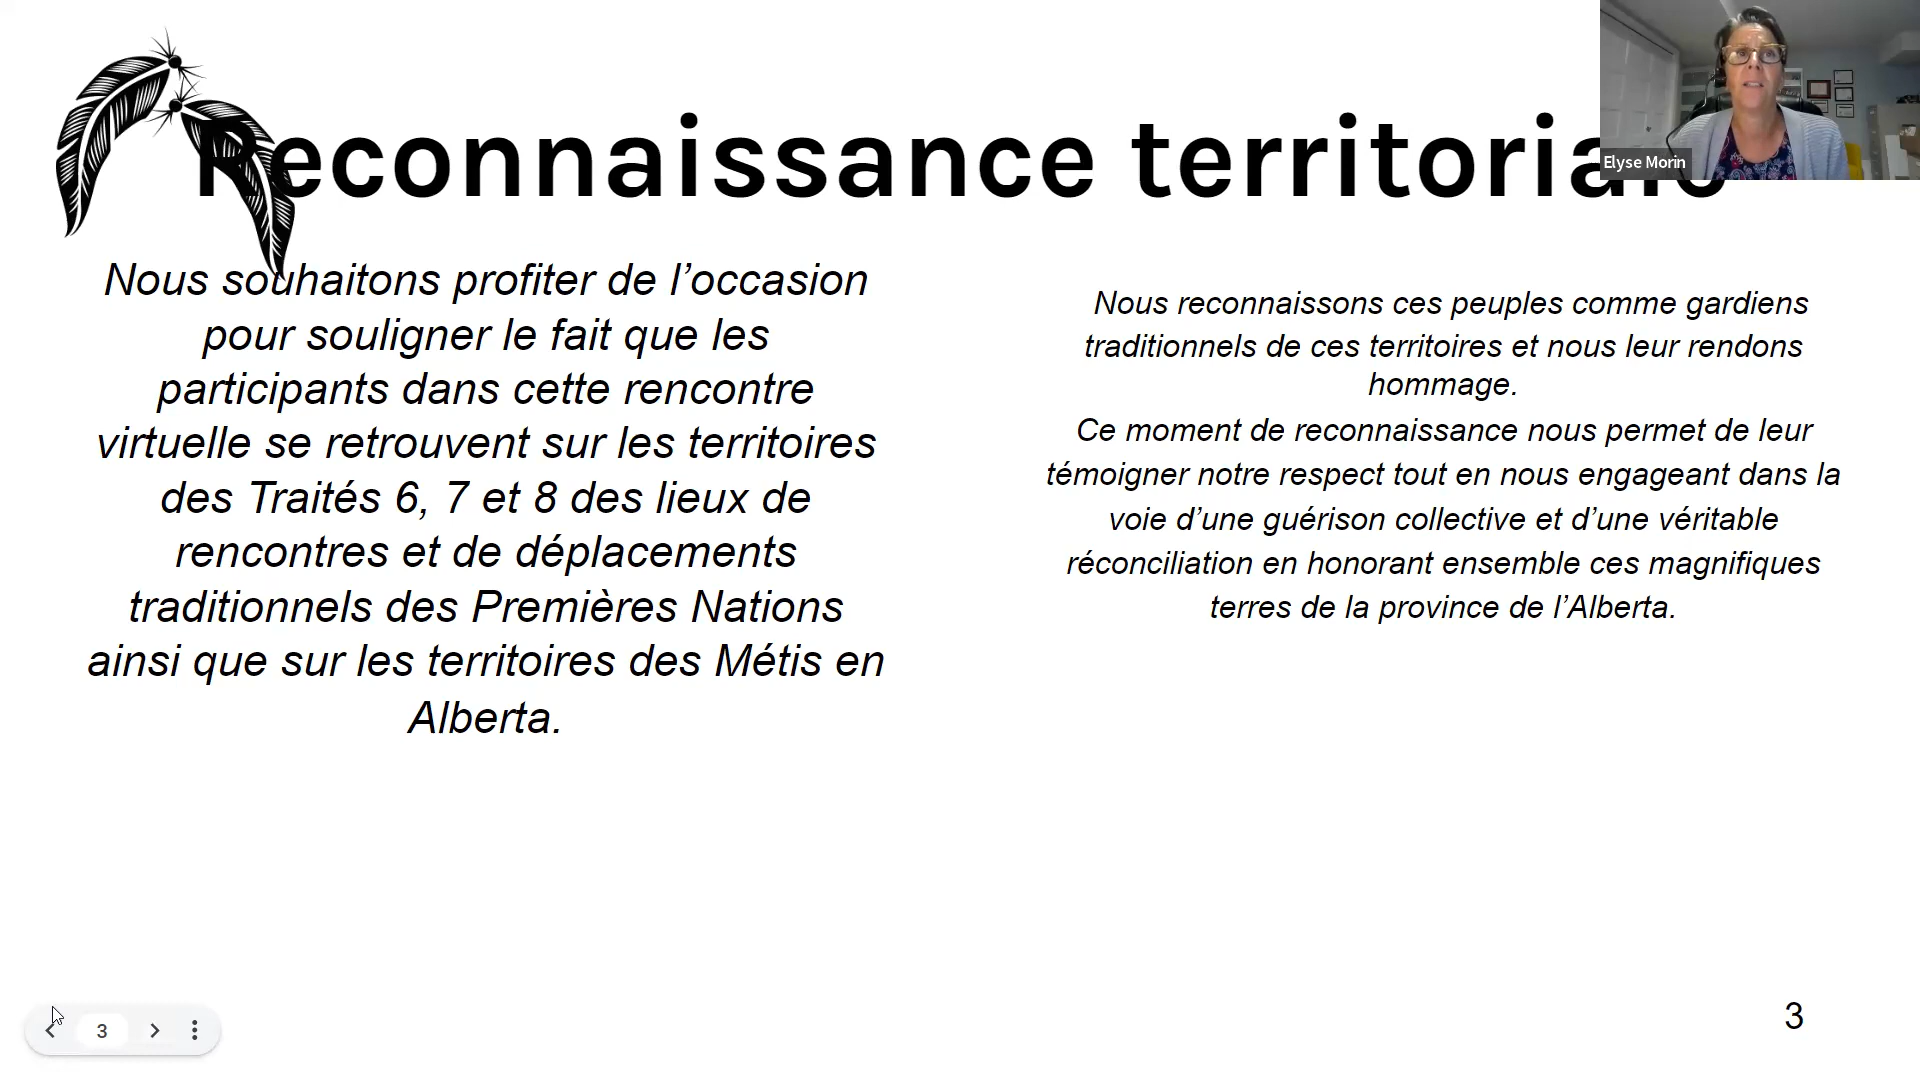 Reconnaissance territoriale
Elyse Morin
Nous souhaitons profiter de l’occasion
pour souligner le fait que les
participants dans cette rencontre
virtuelle se retrouvent sur les territoires
des Traités 6, 7 et 8 des lieux de
rencontres et de déplacements
traditionnels des Premières Nations
ainsi que sur les territoires des Métis en
Alberta.
Nous reconnaissons ces peuples comme gardiens
traditionnels de ces territoires et nous leur rendons
hommage.
Ce moment de reconnaissance nous permet de leur
témoigner notre respect tout en nous engageant dans la
voie d’une guérison collective et d’une véritable
réconciliation en honorant ensemble ces magnifiques
terres de la province de l’Alberta.
3
3